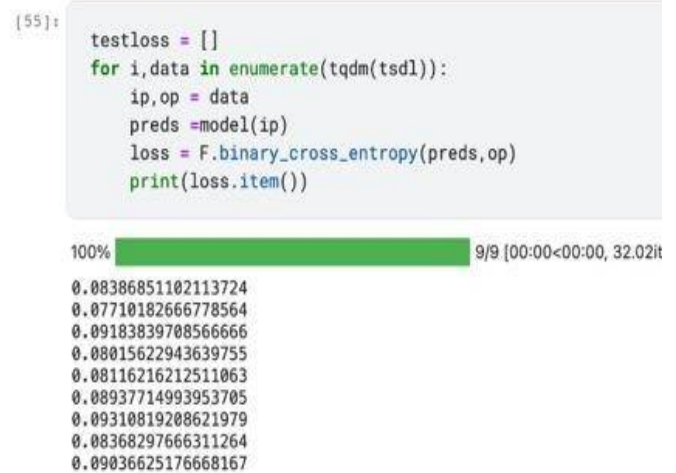 [55]:
testloss = []
for i,data in enumerate(tqdm(tsdl)):
    ip,op = data
    preds =model(ip)
    loss = F.binary_cross_entropy(preds,op)
    print(loss.item())
100% 9/9 [00:00<00:00, 32.02it
0.08386851102113724
0.07710182666778564
0.09183839708566666
0.08015622943639755
0.08116216212511063
0.08937714993953705
0.09310819208621979
0.08368297666311264
0.09036625176668167